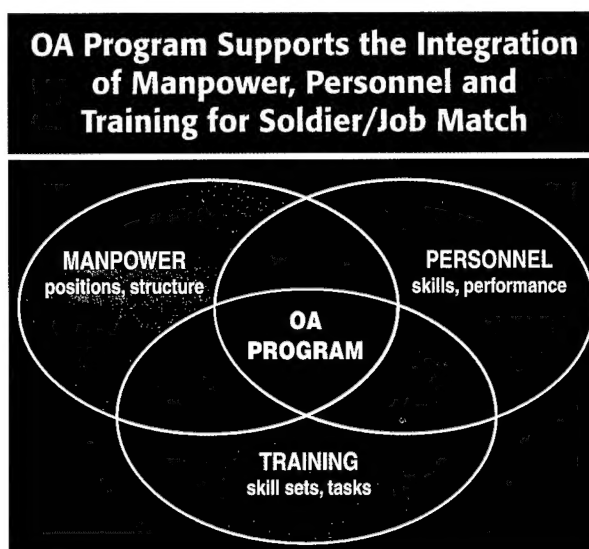 OA Program Supports the Integration
of Manpower, Personnel and
Training for Soldier/Job Match
MANPOWER
positions, structure
PERSONNEL
skills, performance
OA
PROGRAM
TRAINING
skill sets, tasks